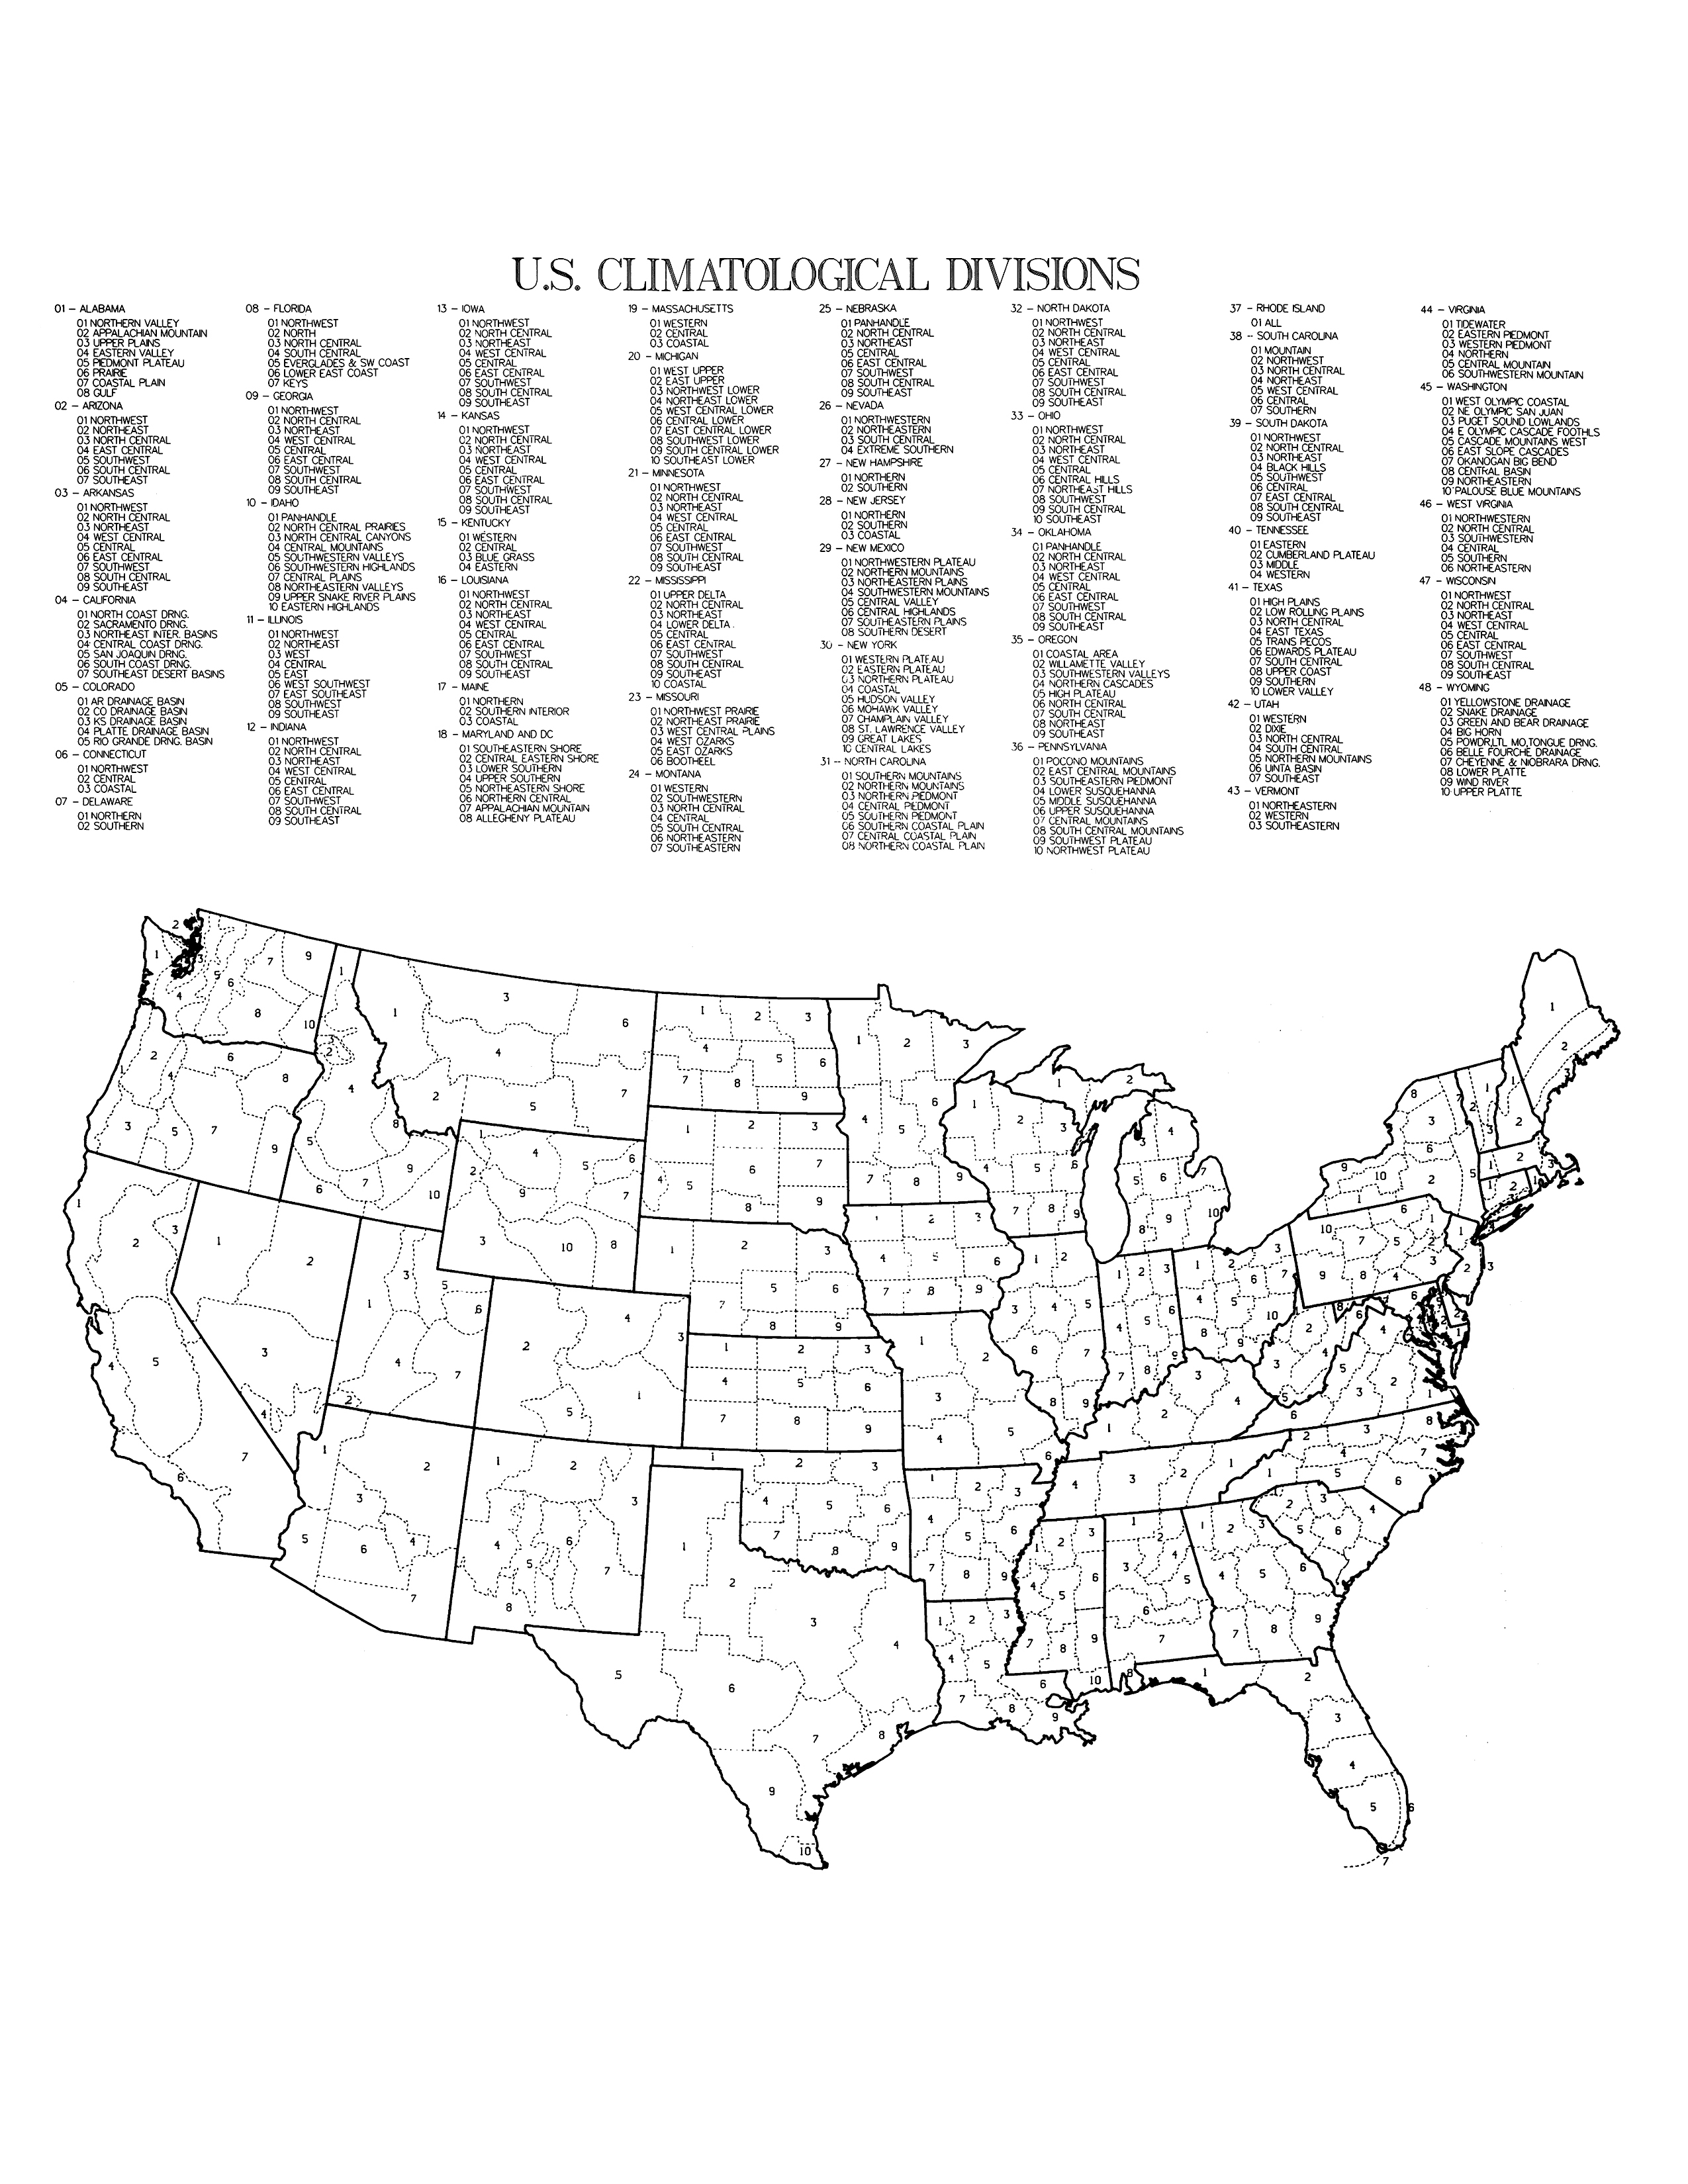 U.S. CLIMATOLOGICAL DIVISIONS
01 – ALABAMA
01 NORTHERN VALLEY
02 APPALACHIAN MOUNTAIN
03 UPPER PLAINS
04 EASTERN VALLEY
05 PIEDMONT PLATEAU
06 PRAIRIE
07 COASTAL PLAIN
08 GULF
02 – ARIZONA
01 NORTHWEST
02 NORTHEAST
03 NORTH CENTRAL
04 EAST CENTRAL
05 SOUTHWEST
06 SOUTH CENTRAL
07 SOUTHEAST
03 – ARKANSAS
01 NORTHWEST
02 NORTH CENTRAL
03 NORTHEAST
04 WEST CENTRAL
05 CENTRAL
06 EAST CENTRAL
07 SOUTHWEST
08 SOUTH CENTRAL
09 SOUTHEAST
04 – CALIFORNIA
01 NORTH COAST DRNG.
02 SACRAMENTO DRNG.
03 NORTHEAST INTER. BASINS
04 CENTRAL COAST DRNG.
05 SAN JOAQUIN DRNG.
06 SOUTH COAST DRNG.
07 SOUTHEAST DESERT BASINS
05 – COLORADO
01 AR DRAINAGE BASIN
02 CO DRAINAGE BASIN
03 KS DRAINAGE BASIN
04 PLATTE DRAINAGE BASIN
05 RIO GRANDE DRNG. BASIN
06 – CONNECTICUT
01 NORTHWEST
02 CENTRAL
03 COASTAL
07 – DELAWARE
01 NORTHERN
02 SOUTHERN
08 – FLORIDA
01 NORTHWEST
02 NORTH
03 NORTH CENTRAL
04 SOUTH CENTRAL
05 EVERGLADES & SW COAST
06 LOWER EAST COAST
07 KEYS
09 – GEORGIA
01 NORTHWEST
02 NORTH CENTRAL
03 NORTHEAST
04 WEST CENTRAL
05 CENTRAL
06 EAST CENTRAL
07 SOUTHWEST
08 SOUTH CENTRAL
09 SOUTHEAST
10 – IDAHO
01 PANHANDLE
02 NORTH CENTRAL PRAIRIES
03 NORTH CENTRAL CANYONS
04 CENTRAL MOUNTAINS
05 SOUTHWESTERN VALLEYS
06 SOUTHWESTERN HIGHLANDS
07 CENTRAL PLAINS
08 NORTHEASTERN VALLEYS
09 UPPER SNAKE RIVER PLAINS
10 EASTERN HIGHLANDS
11 – ILLINOIS
01 NORTHWEST
02 NORTHEAST
03 WEST
04 CENTRAL
05 EAST
06 WEST SOUTHWEST
07 EAST SOUTHEAST
08 SOUTHWEST
09 SOUTHEAST
12 – INDIANA
01 NORTHWEST
02 NORTH CENTRAL
03 NORTHEAST
04 WEST CENTRAL
05 CENTRAL
06 EAST CENTRAL
07 SOUTHWEST
08 SOUTH CENTRAL
09 SOUTHEAST
13 – IOWA
01 NORTHWEST
02 NORTH CENTRAL
03 NORTHEAST
04 WEST CENTRAL
05 CENTRAL
06 EAST CENTRAL
07 SOUTHWEST
08 SOUTH CENTRAL
09 SOUTHEAST
14 – KANSAS
01 NORTHWEST
02 NORTH CENTRAL
03 NORTHEAST
04 WEST CENTRAL
05 CENTRAL
06 EAST CENTRAL
07 SOUTHWEST
08 SOUTH CENTRAL
09 SOUTHEAST
15 – KENTUCKY
01 WESTERN
02 CENTRAL
03 BLUE GRASS
04 EASTERN
16 – LOUISIANA
01 NORTHWEST
02 NORTH CENTRAL
03 NORTHEAST
04 WEST CENTRAL
05 CENTRAL
06 EAST CENTRAL
07 SOUTHWEST
08 SOUTH CENTRAL
09 SOUTHEAST
17 – MAINE
01 NORTHERN
02 SOUTHERN INTERIOR
03 COASTAL
18 – MARYLAND AND DC
01 SOUTHEASTERN SHORE
02 CENTRAL EASTERN SHORE
03 LOWER SOUTHERN
04 UPPER SOUTHERN
05 NORTHEASTERN SHORE
06 NORTHERN CENTRAL
07 APPALACHIAN MOUNTAIN
08 ALLEGHENY PLATEAU
19 – MASSACHUSETTS
01 WESTERN
02 CENTRAL
03 COASTAL
20 – MICHIGAN
01 WEST UPPER
02 EAST UPPER
03 NORTHWEST LOWER
04 NORTHEAST LOWER
05 WEST CENTRAL LOWER
06 CENTRAL LOWER
07 EAST CENTRAL LOWER
08 SOUTHWEST LOWER
09 SOUTH CENTRAL LOWER
10 SOUTHEAST LOWER
21 – MINNESOTA
01 NORTHWEST
02 NORTH CENTRAL
03 NORTHEAST
04 WEST CENTRAL
05 CENTRAL
06 EAST CENTRAL
07 SOUTHWEST
08 SOUTH CENTRAL
09 SOUTHEAST
22 – MISSISSIPPI
01 UPPER DELTA
02 NORTH CENTRAL
03 NORTHEAST
04 LOWER DELTA
05 CENTRAL
06 EAST CENTRAL
07 SOUTHWEST
08 SOUTH CENTRAL
09 SOUTHEAST
10 COASTAL
23 – MISSOURI
01 NORTHWEST PRAIRIE
02 NORTHEAST PRAIRIE
03 WEST CENTRAL PLAINS
04 WEST OZARKS
05 EAST OZARKS
06 BOOTHEEL
24 – MONTANA
01 WESTERN
02 SOUTHWESTERN
03 NORTH CENTRAL
04 CENTRAL
05 SOUTH CENTRAL
06 NORTHEASTERN
07 SOUTHEASTERN
25 – NEBRASKA
01 PANHANDLE
02 NORTH CENTRAL
03 NORTHEAST
05 CENTRAL
06 EAST CENTRAL
07 SOUTHWEST
08 SOUTH CENTRAL
09 SOUTHEAST
26 – NEVADA
01 NORTHWESTERN
02 NORTHEASTERN
03 SOUTH CENTRAL
04 EXTREME SOUTHERN
27 – NEW HAMPSHIRE
01 NORTHERN
02 SOUTHERN
28 – NEW JERSEY
01 NORTHERN
02 SOUTHERN
03 COASTAL
29 – NEW MEXICO
01 NORTHWESTERN PLATEAU
02 NORTHERN MOUNTAINS
03 NORTHEASTERN PLAINS
04 SOUTHWESTERN MOUNTAINS
05 CENTRAL VALLEY
06 CENTRAL HIGHLANDS
07 SOUTHEASTERN PLAINS
08 SOUTHERN DESERT
30 – NEW YORK
01 WESTERN PLATEAU
02 EASTERN PLATEAU
03 NORTHERN PLATEAU
04 COASTAL
05 HUDSON VALLEY
06 MOHAWK VALLEY
07 CHAMPLAIN VALLEY
08 ST. LAWRENCE VALLEY
09 GREAT LAKES
10 CENTRAL LAKES
31 – NORTH CAROLINA
01 SOUTHERN MOUNTAINS
02 NORTHERN MOUNTAINS
03 NORTHERN PIEDMONT
04 CENTRAL PIEDMONT
05 SOUTHERN PIEDMONT
06 SOUTHERN COASTAL PLAIN
07 CENTRAL COASTAL PLAIN
08 NORTHERN COASTAL PLAIN
32 – NORTH DAKOTA
01 NORTHWEST
02 NORTH CENTRAL
03 NORTHEAST
04 WEST CENTRAL
05 CENTRAL
06 EAST CENTRAL
07 SOUTHWEST
08 SOUTH CENTRAL
09 SOUTHEAST
33 – OHIO
01 NORTHWEST
02 NORTH CENTRAL
03 NORTHEAST
04 WEST CENTRAL
05 CENTRAL
06 CENTRAL HILLS
07 NORTHEAST HILLS
08 SOUTHWEST
09 SOUTH CENTRAL
10 SOUTHEAST
34 – OKLAHOMA
01 PANHANDLE
02 NORTH CENTRAL
03 NORTHEAST
04 WEST CENTRAL
05 CENTRAL
06 EAST CENTRAL
07 SOUTHWEST
08 SOUTH CENTRAL
09 SOUTHEAST
35 – OREGON
01 COASTAL AREA
02 WILLAMETTE VALLEY
03 SOUTHWESTERN VALLEYS
04 NORTHERN CASCADES
05 HIGH PLATEAU
06 NORTH CENTRAL
07 SOUTH CENTRAL
08 NORTHEAST
09 SOUTHEAST
36 – PENNSYLVANIA
01 POCONO MOUNTAINS
02 EAST CENTRAL MOUNTAINS
03 SOUTHEASTERN PIEDMONT
04 LOWER SUSQUEHANNA
05 MIDDLE SUSQUEHANNA
06 UPPER SUSQUEHANNA
07 CENTRAL MOUNTAINS
08 SOUTH CENTRAL MOUNTAINS
09 SOUTHWEST PLATEAU
10 NORTHWEST PLATEAU
37 – RHODE ISLAND
01 ALL
38 – SOUTH CAROLINA
01 MOUNTAIN
02 NORTHWEST
03 NORTH CENTRAL
04 NORTHEAST
05 WEST CENTRAL
06 CENTRAL
07 SOUTHERN
39 – SOUTH DAKOTA
01 NORTHWEST
02 NORTH CENTRAL
03 NORTHEAST
04 BLACK HILLS
05 SOUTHWEST
06 CENTRAL
07 EAST CENTRAL
08 SOUTH CENTRAL
09 SOUTHEAST
40 – TENNESSEE
01 EASTERN
02 CUMBERLAND PLATEAU
03 MIDDLE
04 WESTERN
41 – TEXAS
01 HIGH PLAINS
02 LOW ROLLING PLAINS
03 NORTH CENTRAL
04 EAST TEXAS
05 TRANS PECOS
06 EDWARDS PLATEAU
07 SOUTH CENTRAL
08 UPPER COAST
09 SOUTHERN
10 LOWER VALLEY
42 – UTAH
01 WESTERN
02 DIXIE
03 NORTH CENTRAL
04 SOUTH CENTRAL
05 NORTHERN MOUNTAINS
06 UINTA BASIN
07 SOUTHEAST
43 – VERMONT
01 NORTHEASTERN
02 WESTERN
03 SOUTHEASTERN
44 – VIRGINIA
01 TIDEWATER
02 EASTERN PIEDMONT
03 WESTERN PIEDMONT
04 NORTHERN
05 CENTRAL MOUNTAIN
06 SOUTHWESTERN MOUNTAIN
45 – WASHINGTON
01 WEST OLYMPIC COASTAL
02 NE OLYMPIC SAN JUAN
03 PUGET SOUND LOWLANDS
04 E OLYMPIC CASCADE FOOTHLS
05 CASCADE MOUNTAINS WEST
06 EAST SLOPE CASCADES
07 OKANOGAN BIG BEND
08 CENTRAL BASIN
09 NORTHEASTERN
10 PALOUSE BLUE MOUNTAINS
46 – WEST VIRGINIA
01 NORTHWESTERN
02 NORTH CENTRAL
03 SOUTHWESTERN
04 CENTRAL
05 SOUTHERN
06 NORTHEASTERN
47 – WISCONSIN
01 NORTHWEST
02 NORTH CENTRAL
03 NORTHEAST
04 WEST CENTRAL
05 CENTRAL
06 EAST CENTRAL
07 SOUTHWEST
08 SOUTH CENTRAL
09 SOUTHEAST
48 – WYOMING
01 YELLOWSTONE DRAINAGE
02 SNAKE DRAINAGE
03 GREEN AND BEAR DRAINAGE
04 BIG HORN
05 POWDR,LTL MO,TONGUE DRNG.
06 BELLE FOURCHE DRAINAGE
07 CHEYENNE & NIOBRARA DRNG.
08 LOWER PLATTE
09 WIND RIVER
10 UPPER PLATTE